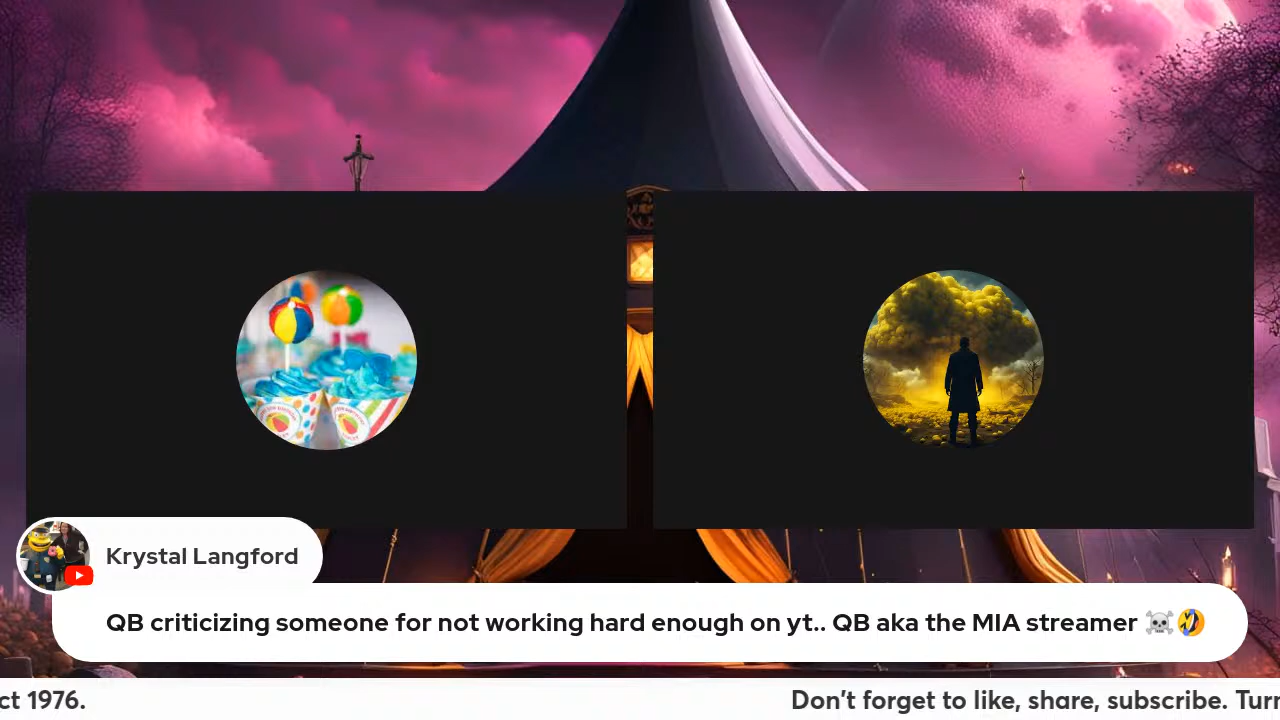 Krystal Langford
QB criticizing someone for not working hard enough on yt.. QB aka the MIA streamer ☠️🤣
ct 1976. Don't forget to like, share, subscribe. Turn